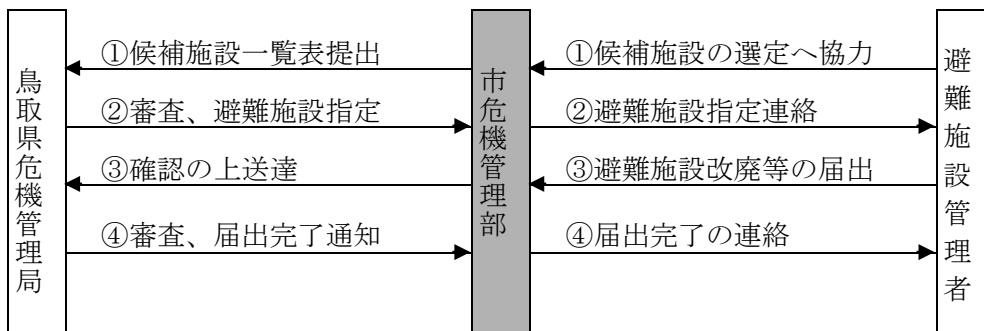 鳥取県危機管理局
①候補施設一覧表提出
②審査、避難施設指定
③確認の上送達
④審査、届出完了通知
市危機管理部
①候補施設の選定へ協力
②避難施設指定連絡
③避難施設改廃等の届出
④届出完了の連絡
避難施設管理者